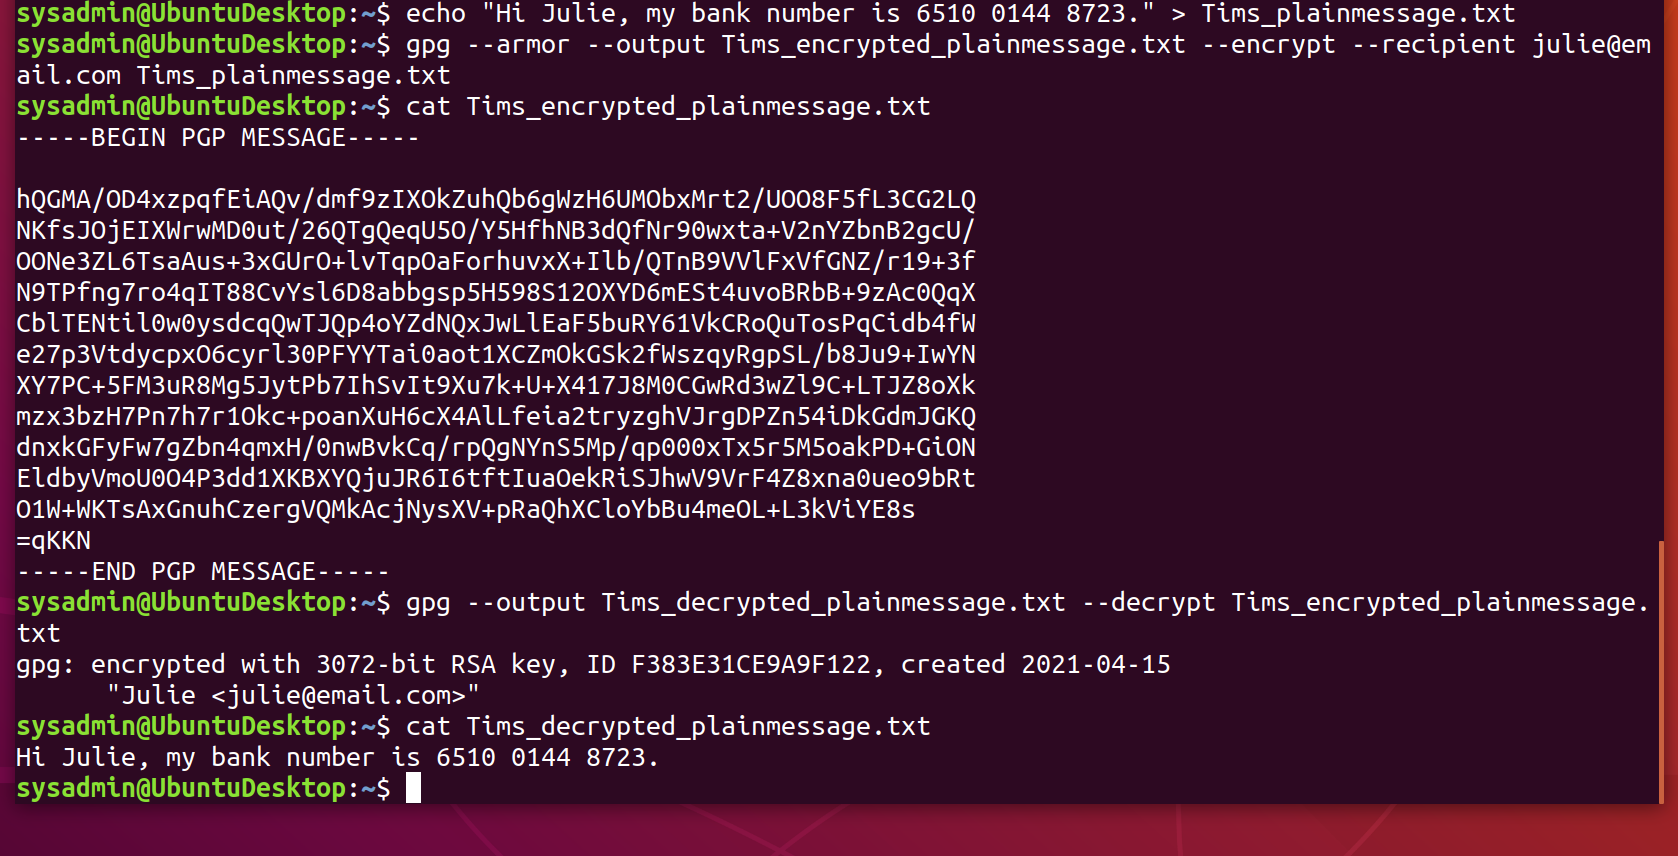 sysadmin@UbuntuDesktop:~$ echo "Hi Julie, my bank number is 6510 0144 8723." > Tims_plainmessage.txt
sysadmin@UbuntuDesktop:~$ gpg --armor --output Tims_encrypted_plainmessage.txt --encrypt --recipient julie@em
ail.com Tims_plainmessage.txt
sysadmin@UbuntuDesktop:~$ cat Tims_encrypted_plainmessage.txt
-----BEGIN PGP MESSAGE-----

hQGMA/OD4xzpqfEiAQv/dmf9zIXOkZuhQb6gWzH6UMObxMrt2/UOO8F5fL3CG2LQ
NKfsJOjEIXWrwMD0ut/26QTgQeqU5O/Y5HfhNB3dQfNr90wxta+V2nYZbnB2gcU/
OONe3ZL6TsaAus+3xGUrO+lvTqpOaForhuvxX+Ilb/QTnB9VVlFxVfGNZ/r19+3f
N9TPfng7ro4qIT88CvYsl6D8abbgsp5H598S12OXYD6mESt4uvoBRbB+9zAc0QqX
CblTENtil0w0ysdcqQwTJQp4oYZdNQxJwLlEaF5buRY61VkCRoQuTosPqCidb4fW
e27p3VtdycpxO6cyrl30PFYYTai0aot1XCZmOkGSk2fWszqyRgpSL/b8Ju9+IwYN
XY7PC+5FM3uR8Mg5JytPb7IhSvIt9Xu7k+U+X417J8M0CGwRd3wZl9C+LTJZ8oXk
mzx3bzH7Pn7h7r1Okc+poanXuH6cX4AlLfeia2tryzghVJrgDPZn54iDkGdmJGKQ
dnxkGFyFw7gZbn4qmxH/0nwBvkCq/rpQgNYnS5Mp/qp000xTx5r5M5oakPD+GiON
EldbyVmoU0O4P3dd1XKBXYQjuJR6I6tftIuaOekRiSJhwV9VrF4Z8xna0ueo9bRt
O1W+WKTsAxGnuhCzergVQMkAcjNysXV+pRaQhXCloYbBu4meOL+L3kViYE8s
=qKKN
-----END PGP MESSAGE-----
sysadmin@UbuntuDesktop:~$ gpg --output Tims_decrypted_plainmessage.txt --decrypt Tims_encrypted_plainmessage.
txt
gpg: encrypted with 3072-bit RSA key, ID F383E31CE9A9F122, created 2021-04-15
      "Julie <julie@email.com>"
sysadmin@UbuntuDesktop:~$ cat Tims_decrypted_plainmessage.txt
Hi Julie, my bank number is 6510 0144 8723.
sysadmin@UbuntuDesktop:~$